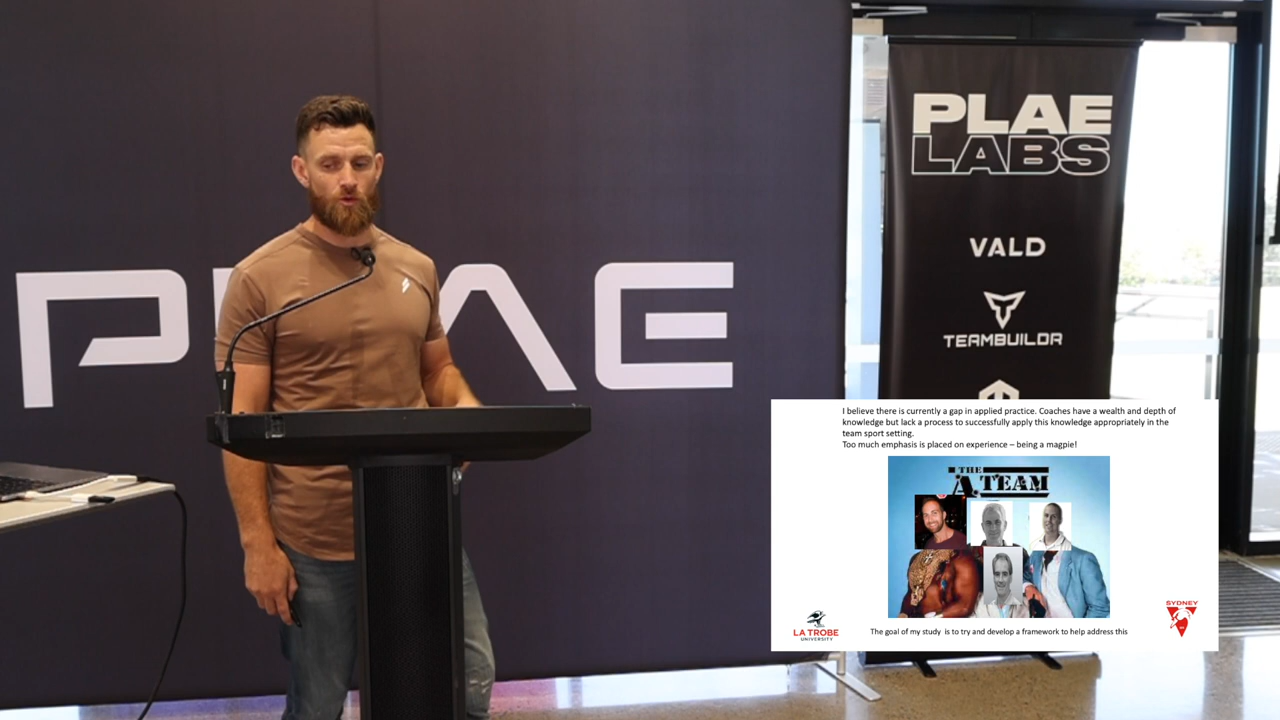 PLAE
PLAE
LABS
VALD
TEAMBUILDR
I believe there is currently a gap in applied practice. Coaches have a wealth and depth of
knowledge but lack a process to successfully apply this knowledge appropriately in the
team sport setting.
Too much emphasis is placed on experience – being a magpie!
THE
A-TEAM
LA TROBE
UNIVERSITY
The goal of my study is to try and develop a framework to help address this
SYDNEY